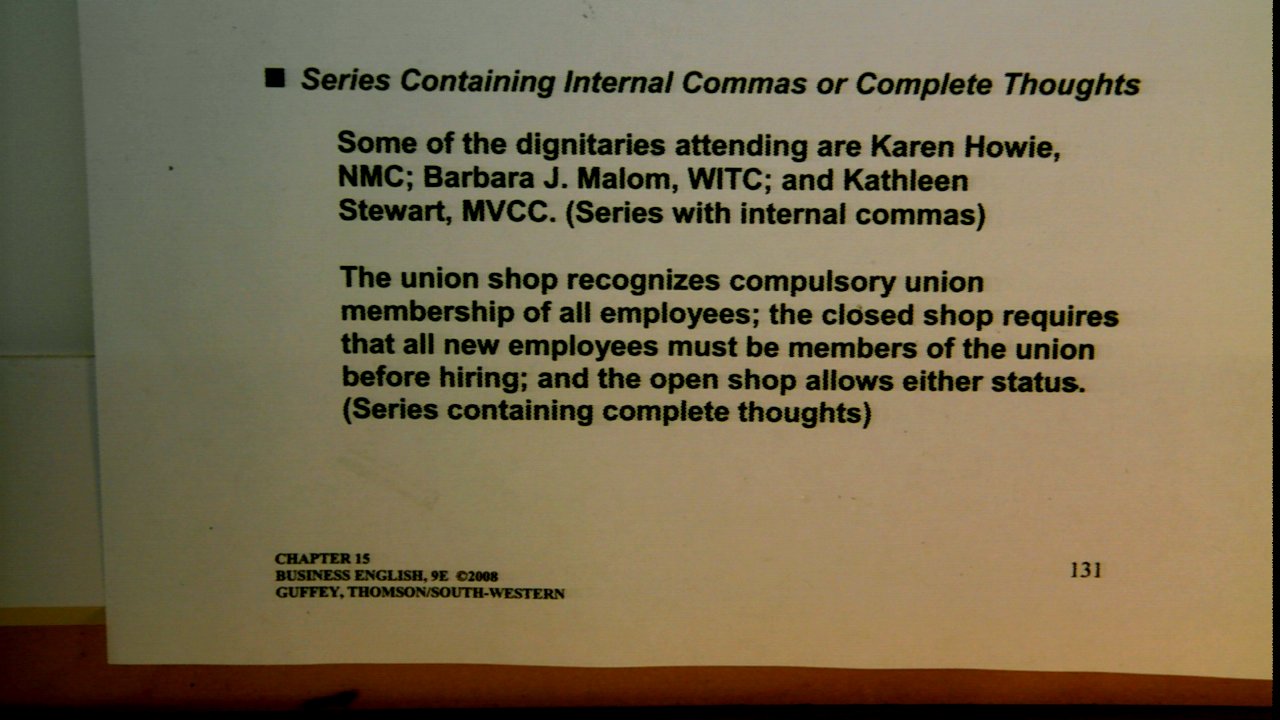 ■ Series Containing Internal Commas or Complete Thoughts
Some of the dignitaries attending are Karen Howie,
NMC; Barbara J. Malom, WITC; and Kathleen
Stewart, MVCC. (Series with internal commas)
The union shop recognizes compulsory union
membership of all employees; the closed shop requires
that all new employees must be members of the union
before hiring; and the open shop allows either status.
(Series containing complete thoughts)
CHAPTER 15
BUSINESS ENGLISH, 9E ©2008
GUFFEY, THOMSON/SOUTH-WESTERN
131